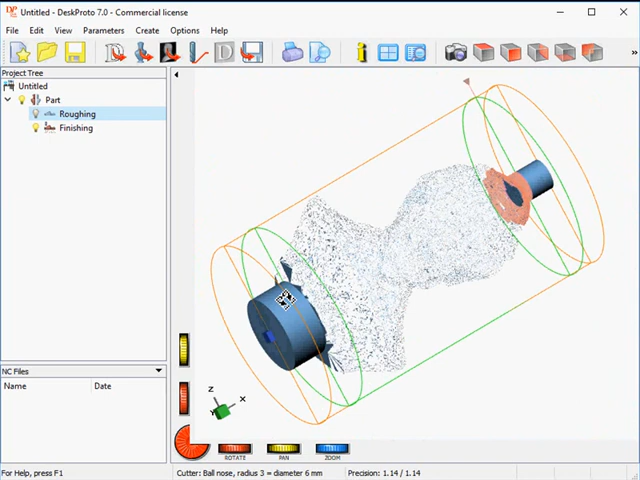 Untitled - DeskProto 7.0 - Commercial license
File Edit View Parameters Create Options Help
Project Tree
Untitled
Part
Roughing
Finishing
NC Files
Name Date
Z
X
ROTATE PAN ZOOM
For Help, press F1
Cutter: Ball nose, radius 3 = diameter 6 mm
Precision: 1.14 / 1.14